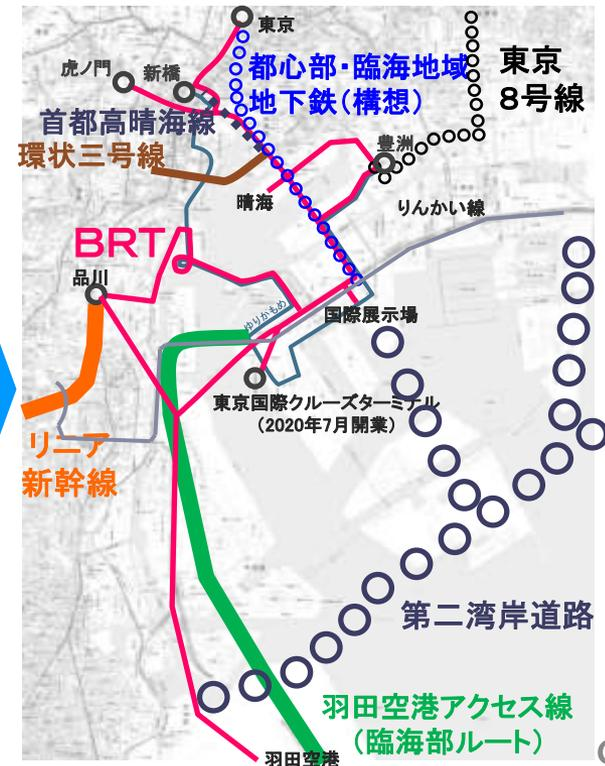 東京
虎ノ門
新橋
都心部・臨海地域
地下鉄（構想）
東京
８号線
首都高晴海線
環状三号線
豊洲
晴海
りんかい線
BRT
品川
ゆりかもめ
国際展示場
東京国際クルーズターミナル
（2020年7月開業）
リニア
新幹線
第二湾岸道路
羽田空港アクセス線
（臨海部ルート）
羽田空港